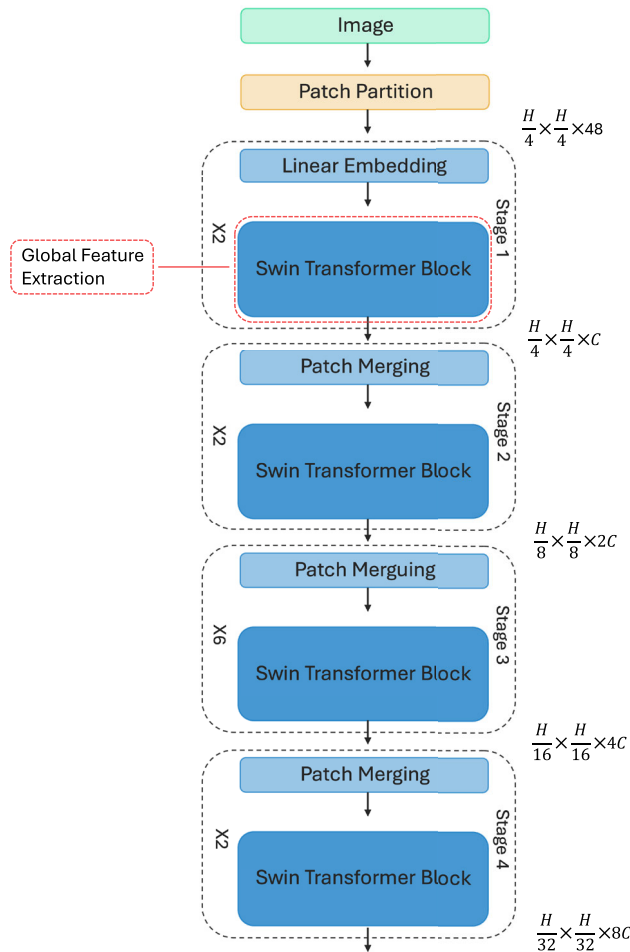 Image
Patch Partition
H/4 × H/4 ×48
Linear Embedding
Stage 1
X2
Global Feature
Extraction
Swin Transformer Block
H/4 × H/4 ×C
Patch Merging
Stage 2
X2
Swin Transformer Block
H/8 × H/8 ×2C
Patch Merguing
Stage 3
X6
Swin Transformer Block
H/16 × H/16 ×4C
Patch Merging
Stage 4
X2
Swin Transformer Block
H/32 × H/32 ×8C